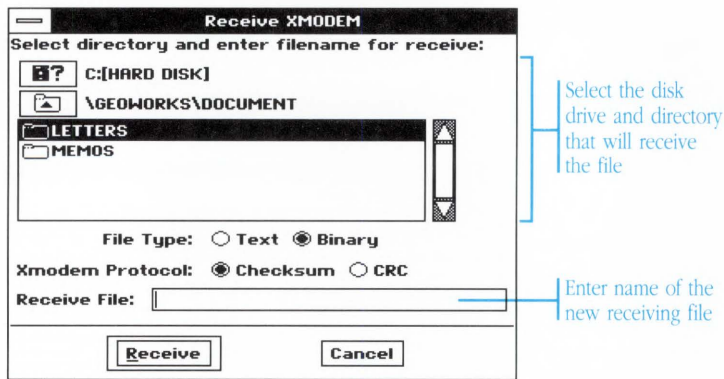 Receive XMODEM
Select directory and enter filename for receive:
? C:[HARD DISK]
\GEOWORKS\DOCUMENT
LETTERS
MEMOS
File Type: Text Binary
Xmodem Protocol: Checksum CRC
Receive File:
Receive Cancel
Select the disk
drive and directory
that will receive
the file
Enter name of the
new receiving file